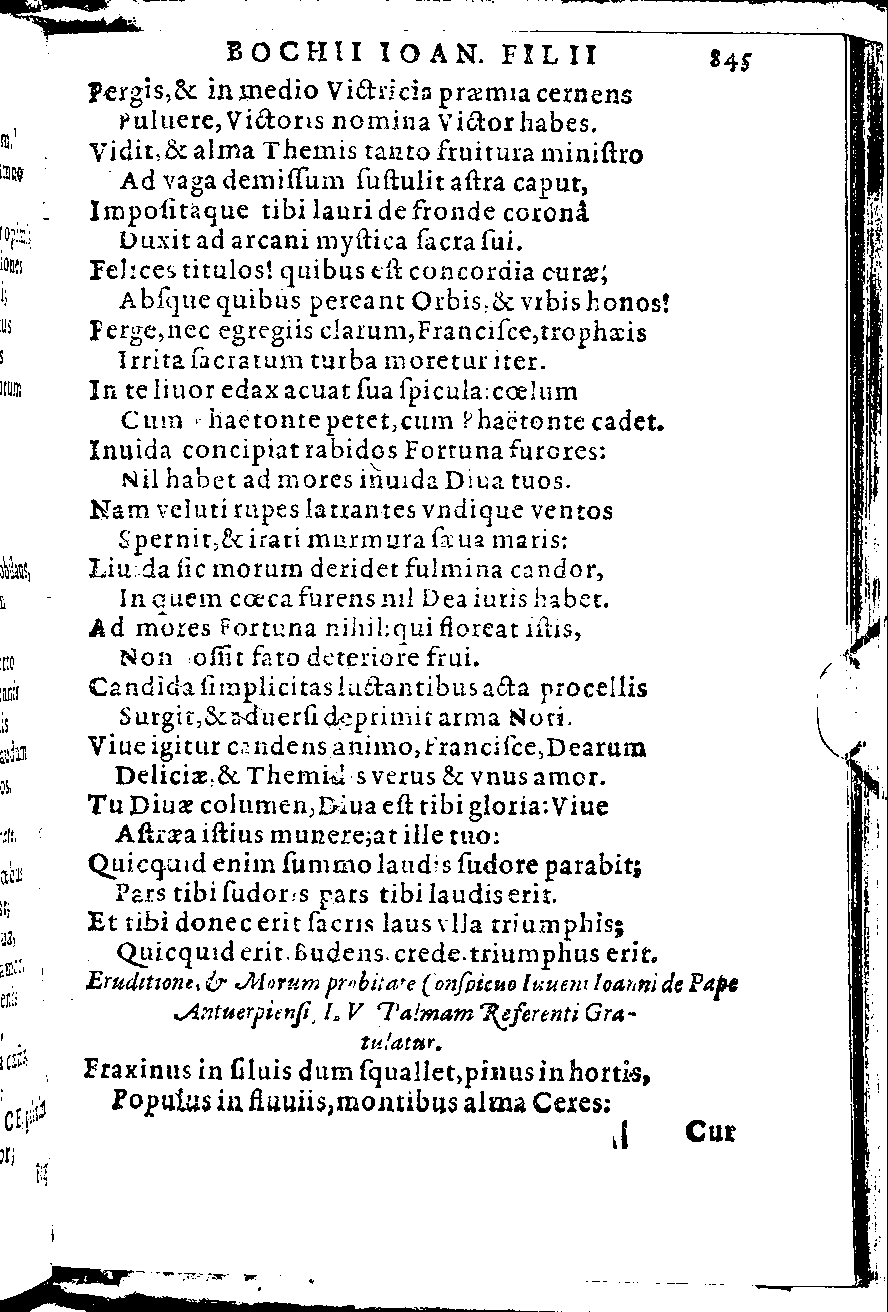 BOCHII IOAN. FILII 845
Pergis, & in medio Victricia præmia cernens
Puluere, Victoris nomina Victor habes.
Vidit, & alma Themis tanto fruitura ministro
Ad vaga demissum sustulit astra caput,
Impositaque tibi lauri de fronde coronâ
Duxit ad arcani mystica sacra sui.
Felices titulos! quibus est concordia curæ;
Absque quibus pereant Orbis, & vrbis honos!
Perge, nec egregiis clarum, Francisce, trophæis
Irrita sacratum turba moretur iter.
In te liuor edax acuat sua spicula: cœlum
Cum Phaëtonte petet, cum Phaëtonte cadet.
Inuida concipiat rabidos Fortuna furores:
Nil habet ad mores inuida Diua tuos.
Nam veluti rupes latrantes vndique ventos
Spernit, & irati murmura sæua maris:
Liuida sic morum deridet fulmina candor,
In quem cœca furens nil Dea iuris habet.
Ad mores Fortuna nihil: qui floreat istis,
Non possit fato deteriore frui.
Candida simplicitas luctantibus acta procellis
Surgit, & aduersi deprimit arma Noti.
Viue igitur candens animo, Francisce, Dearum
Deliciæ, & Themidis verus & vnus amor.
Tu Diuæ columen, Diua est tibi gloria: Viue
Astræa istius munere; at ille tuo:
Quicquid enim summo laudis sudore parabit;
Pars tibi sudoris pars tibi laudis erit.
Et tibi donec erit sacris laus vlla triumphis;
Quicquid erit, Budens, crede, triumphus erit.
Eruditione, & Morum probitate Conspicuo Iuueni Ioanni de Pape
Antuerpiensi, I. V Palmam Referenti Gra-
tulatur.
Fraxinus in siluis dum squallet, pinus in hortis,
Populus in fluuiis, montibus alma Ceres:
Cur